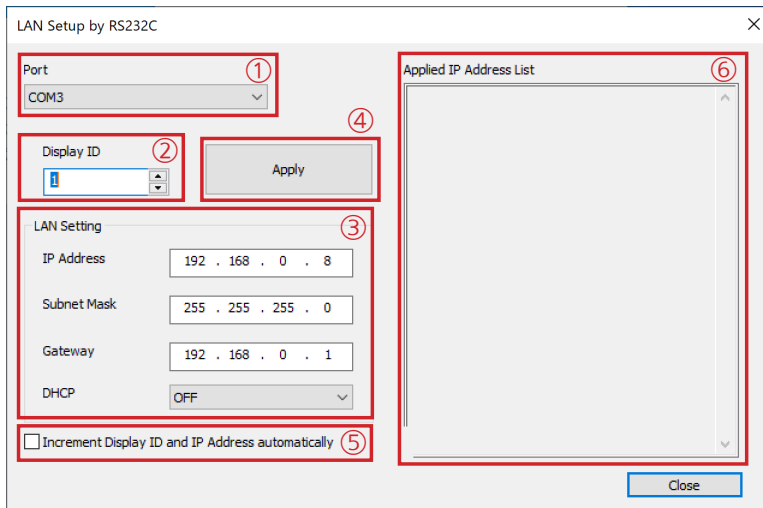 LAN Setup by RS232C
Port
①
COM3
Display ID
②
1
④
Apply
LAN Setting
③
IP Address
192 . 168 . 0 . 8
Subnet Mask
255 . 255 . 255 . 0
Gateway
192 . 168 . 0 . 1
DHCP
OFF
Increment Display ID and IP Address automatically
⑤
Applied IP Address List
⑥
Close